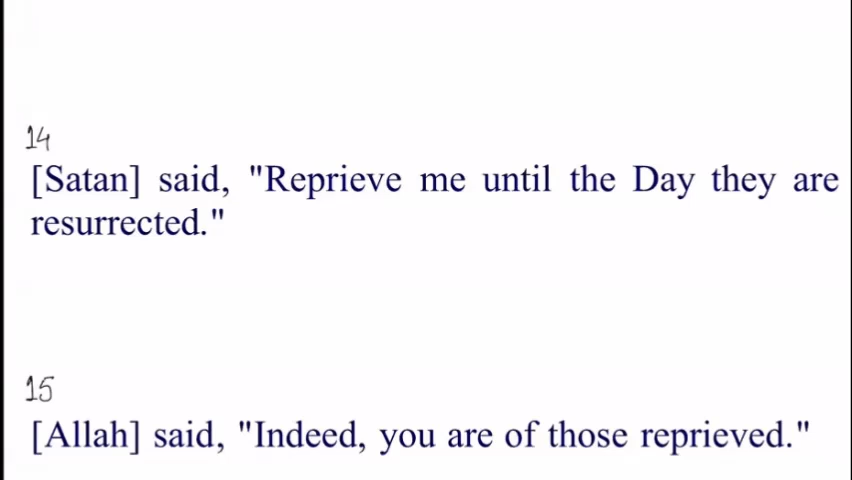 14
[Satan] said, "Reprieve me until the Day they are
resurrected."
15
[Allah] said, "Indeed, you are of those reprieved."